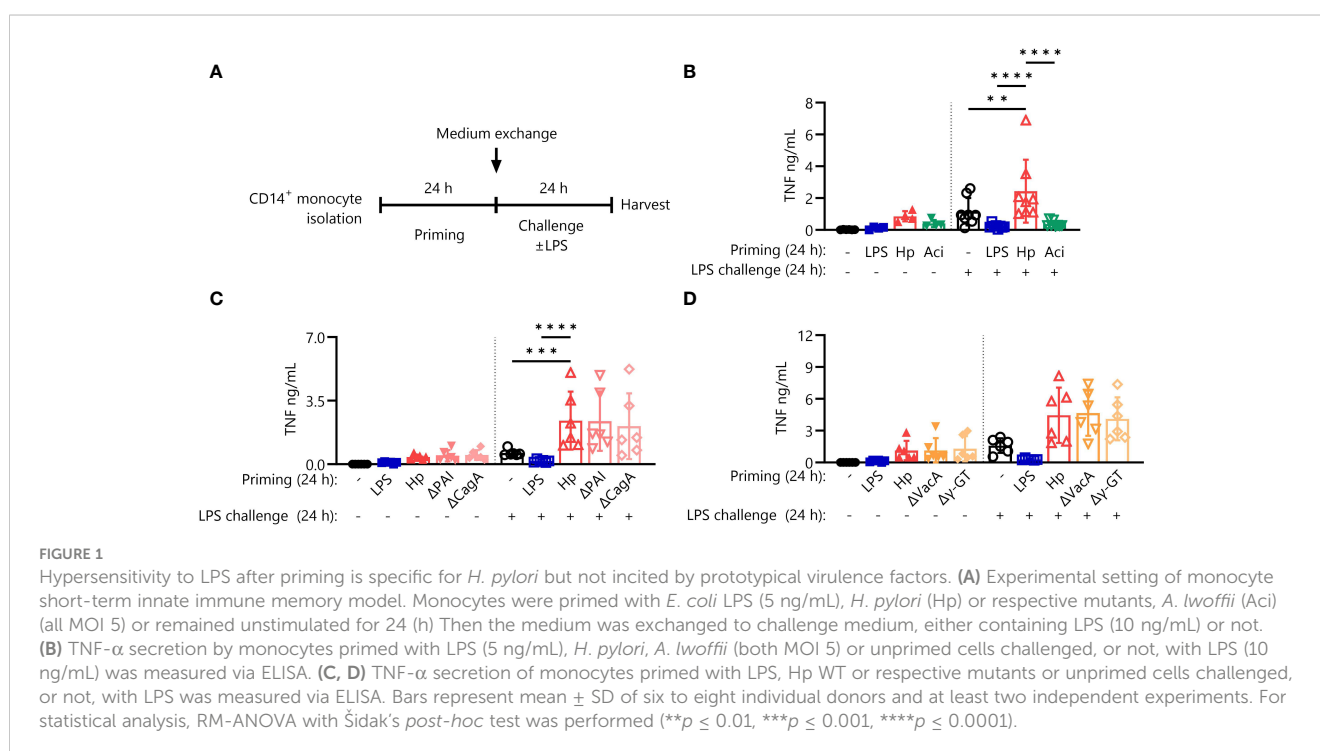 A
Medium exchange
24 h
24 h
CD14+ monocyte
isolation
Harvest
Priming
Challenge
±LPS
B
* * * *
* * * *
* *
TNF ng/mL
8
6
4
2
0
Priming (24 h): - LPS Hp Aci - LPS Hp Aci
LPS challenge (24 h): - - - - + + + +
C
* * * *
* * *
TNF ng/mL
7.0
3.5
0.0
Priming (24 h): - LPS Hp ΔPAI ΔCagA - LPS Hp ΔPAI ΔCagA
LPS challenge (24 h): - - - - - + + + + +
D
TNF ng/mL
12
9
6
3
0
Priming (24 h): - LPS Hp ΔVacA Δγ-GT - LPS Hp ΔVacA Δγ-GT
LPS challenge (24 h): - - - - - + + + + +
FIGURE 1
Hypersensitivity to LPS after priming is specific for H. pylori but not incited by prototypical virulence factors. (A) Experimental setting of monocyte
short-term innate immune memory model. Monocytes were primed with E. coli LPS (5 ng/mL), H. pylori (Hp) or respective mutants, A. lwoffii (Aci)
(all MOI 5) or remained unstimulated for 24 (h) Then the medium was exchanged to challenge medium, either containing LPS (10 ng/mL) or not.
(B) TNF-α secretion by monocytes primed with LPS (5 ng/mL), H. pylori, A. lwoffii (both MOI 5) or unprimed cells challenged, or not, with LPS (10
ng/mL) was measured via ELISA. (C, D) TNF-α secretion of monocytes primed with LPS, Hp WT or respective mutants or unprimed cells challenged,
or not, with LPS was measured via ELISA. Bars represent mean ± SD of six to eight individual donors and at least two independent experiments. For
statistical analysis, RM-ANOVA with Šidak's post-hoc test was performed (**p ≤ 0.01, ***p ≤ 0.001, ****p ≤ 0.0001).